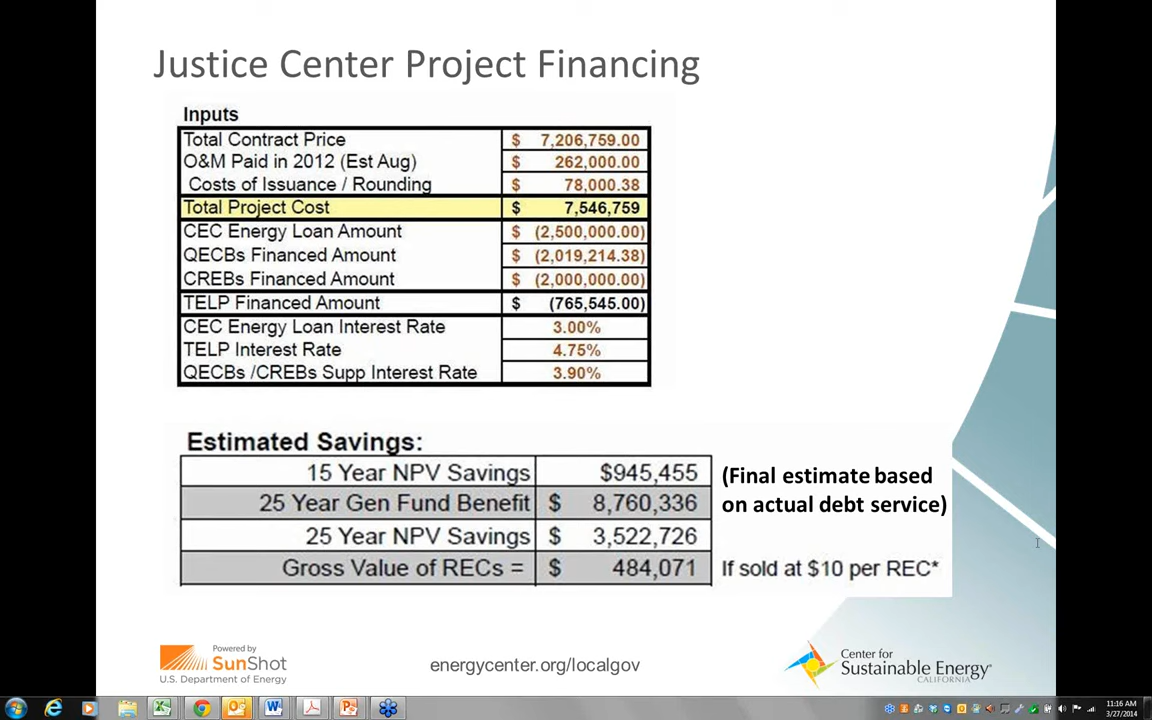 Justice Center Project Financing
Inputs
Total Contract Price $ 7,206,759.00
O&M Paid in 2012 (Est Aug) $ 262,000.00
Costs of Issuance / Rounding $ 78,000.38
Total Project Cost $ 7,546,759
CEC Energy Loan Amount $ (2,500,000.00)
QECBs Financed Amount $ (2,019,214.38)
CREBs Financed Amount $ (2,000,000.00)
TELP Financed Amount $ (765,545.00)
CEC Energy Loan Interest Rate 3.00%
TELP Interest Rate 4.75%
QECBs /CREBs Supp Interest Rate 3.90%
Estimated Savings:
15 Year NPV Savings $945,455 (Final estimate based
25 Year Gen Fund Benefit $ 8,760,336 on actual debt service)
25 Year NPV Savings $ 3,522,726
Gross Value of RECs = $ 484,071 If sold at $10 per REC*
Powered by
SunShot
U.S. Department of Energy
energycenter.org/localgov
Center for
Sustainable Energy
CALIFORNIA
11:16 AM
3/27/2014